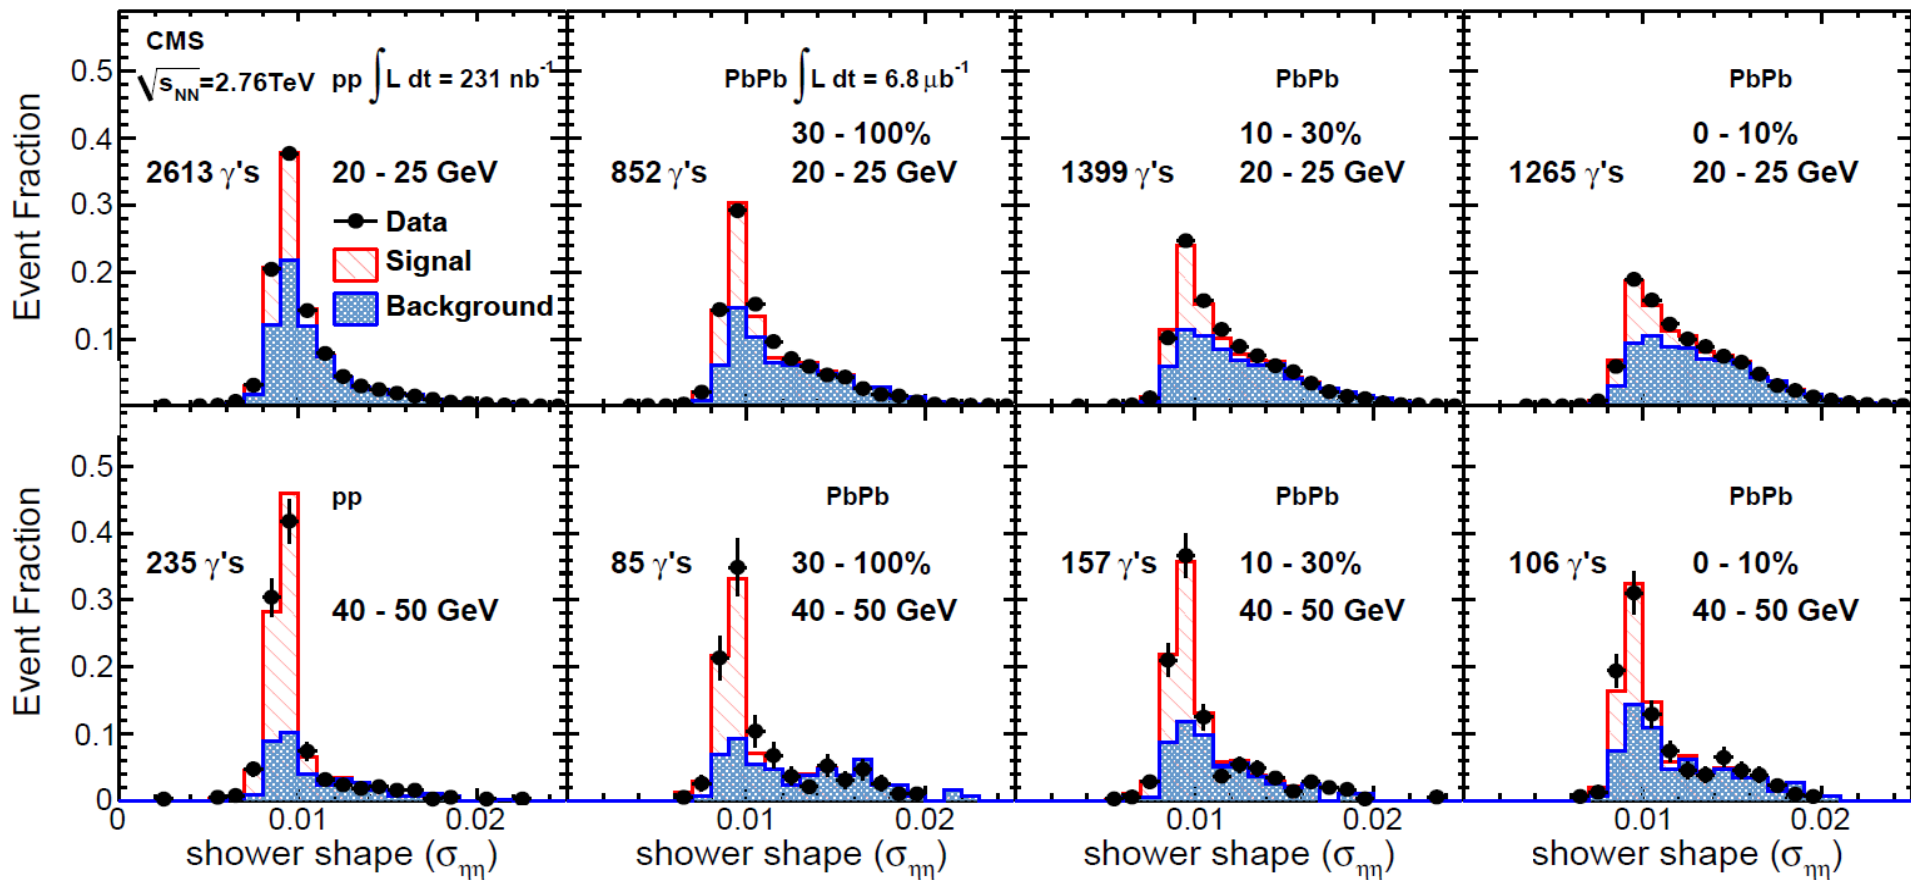 CMS
√s_NN=2.76TeV pp ∫L dt = 231 nb⁻¹
2613 γ's 20 - 25 GeV
Data
Signal
Background
PbPb ∫L dt = 6.8 μb⁻¹
30 - 100%
852 γ's 20 - 25 GeV
PbPb
10 - 30%
1399 γ's 20 - 25 GeV
PbPb
0 - 10%
1265 γ's 20 - 25 GeV
Event Fraction
0.5
0.4
0.3
0.2
0.1
pp
235 γ's
40 - 50 GeV
PbPb
85 γ's 30 - 100%
40 - 50 GeV
PbPb
157 γ's 10 - 30%
40 - 50 GeV
PbPb
106 γ's 0 - 10%
40 - 50 GeV
Event Fraction
0.5
0.4
0.3
0.2
0.1
0
0 0.01 0.02 0.01 0.02 0.01 0.02 0.01 0.02
shower shape (σ_ηη) shower shape (σ_ηη) shower shape (σ_ηη) shower shape (σ_ηη)